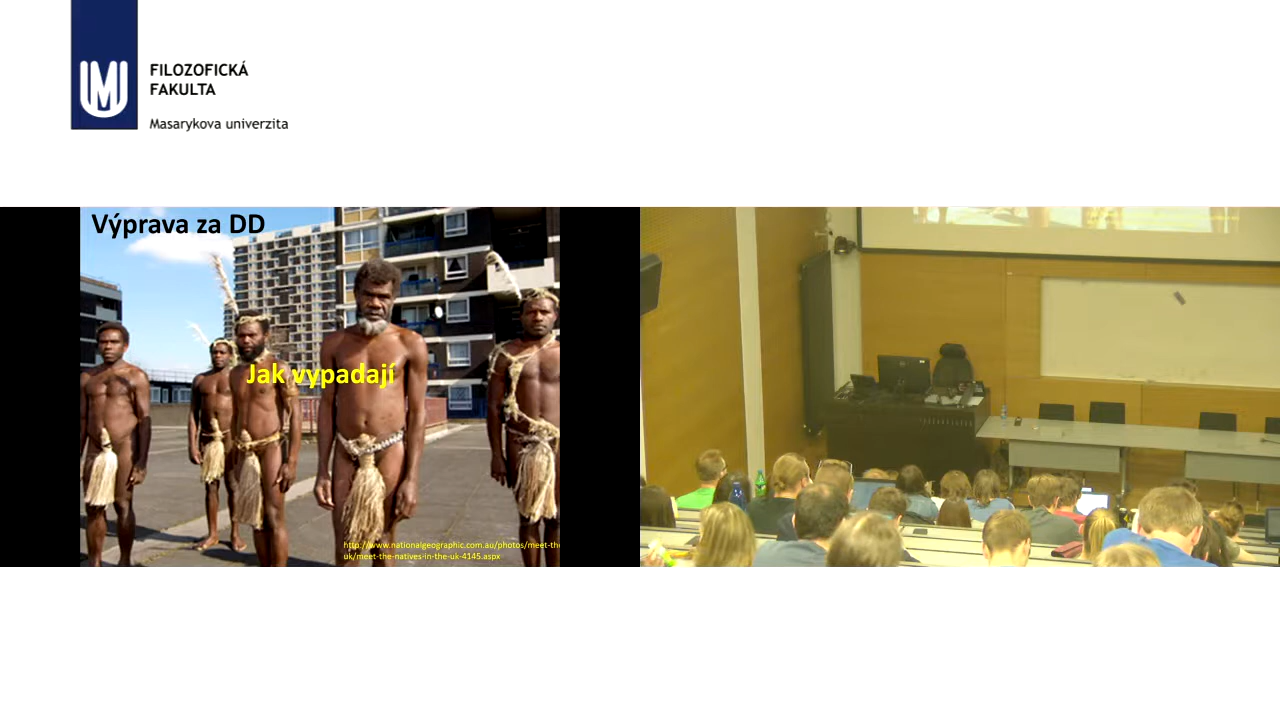 FILOZOFICKÁ
FAKULTA
Masarykova univerzita
Výprava za DD
Jak vypadají
http://www.nationalgeographic.com.au/photos/meet-the
uk/meet-the-natives-in-the-uk-4145.aspx